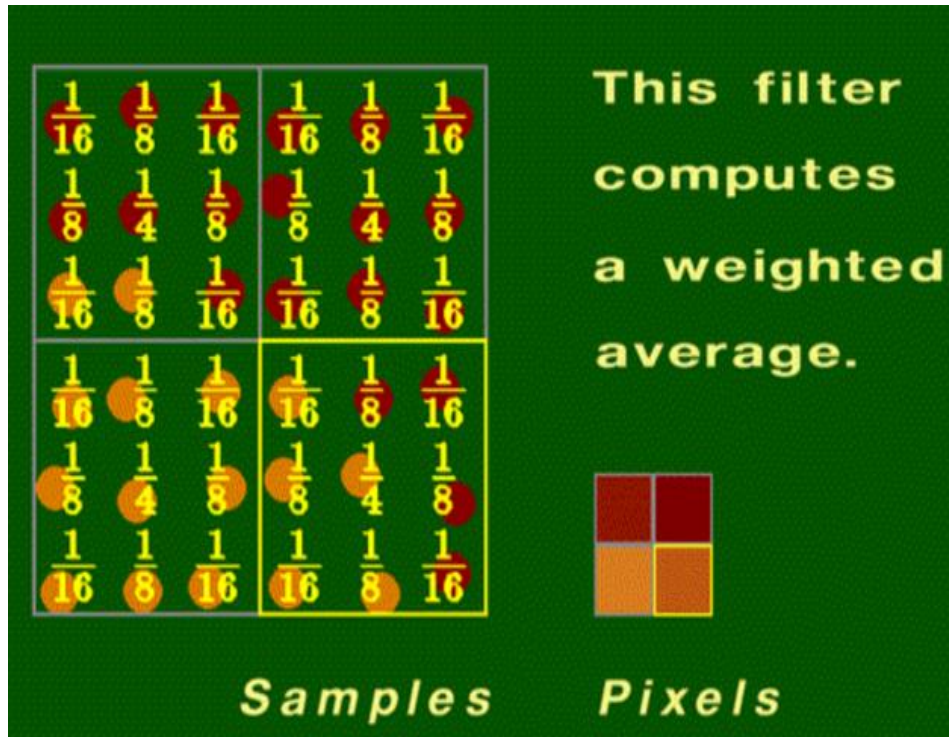 1/16 1/8 1/16 1/16 1/8 1/16
1/8 1/4 1/8 1/8 1/4 1/8
1/16 1/8 1/16 1/16 1/8 1/16
1/16 1/8 1/16 1/16 1/8 1/16
1/8 1/4 1/8 1/8 1/4 1/8
1/16 1/8 1/16 1/16 1/8 1/16
This filter
computes
a weighted
average.
Samples
Pixels